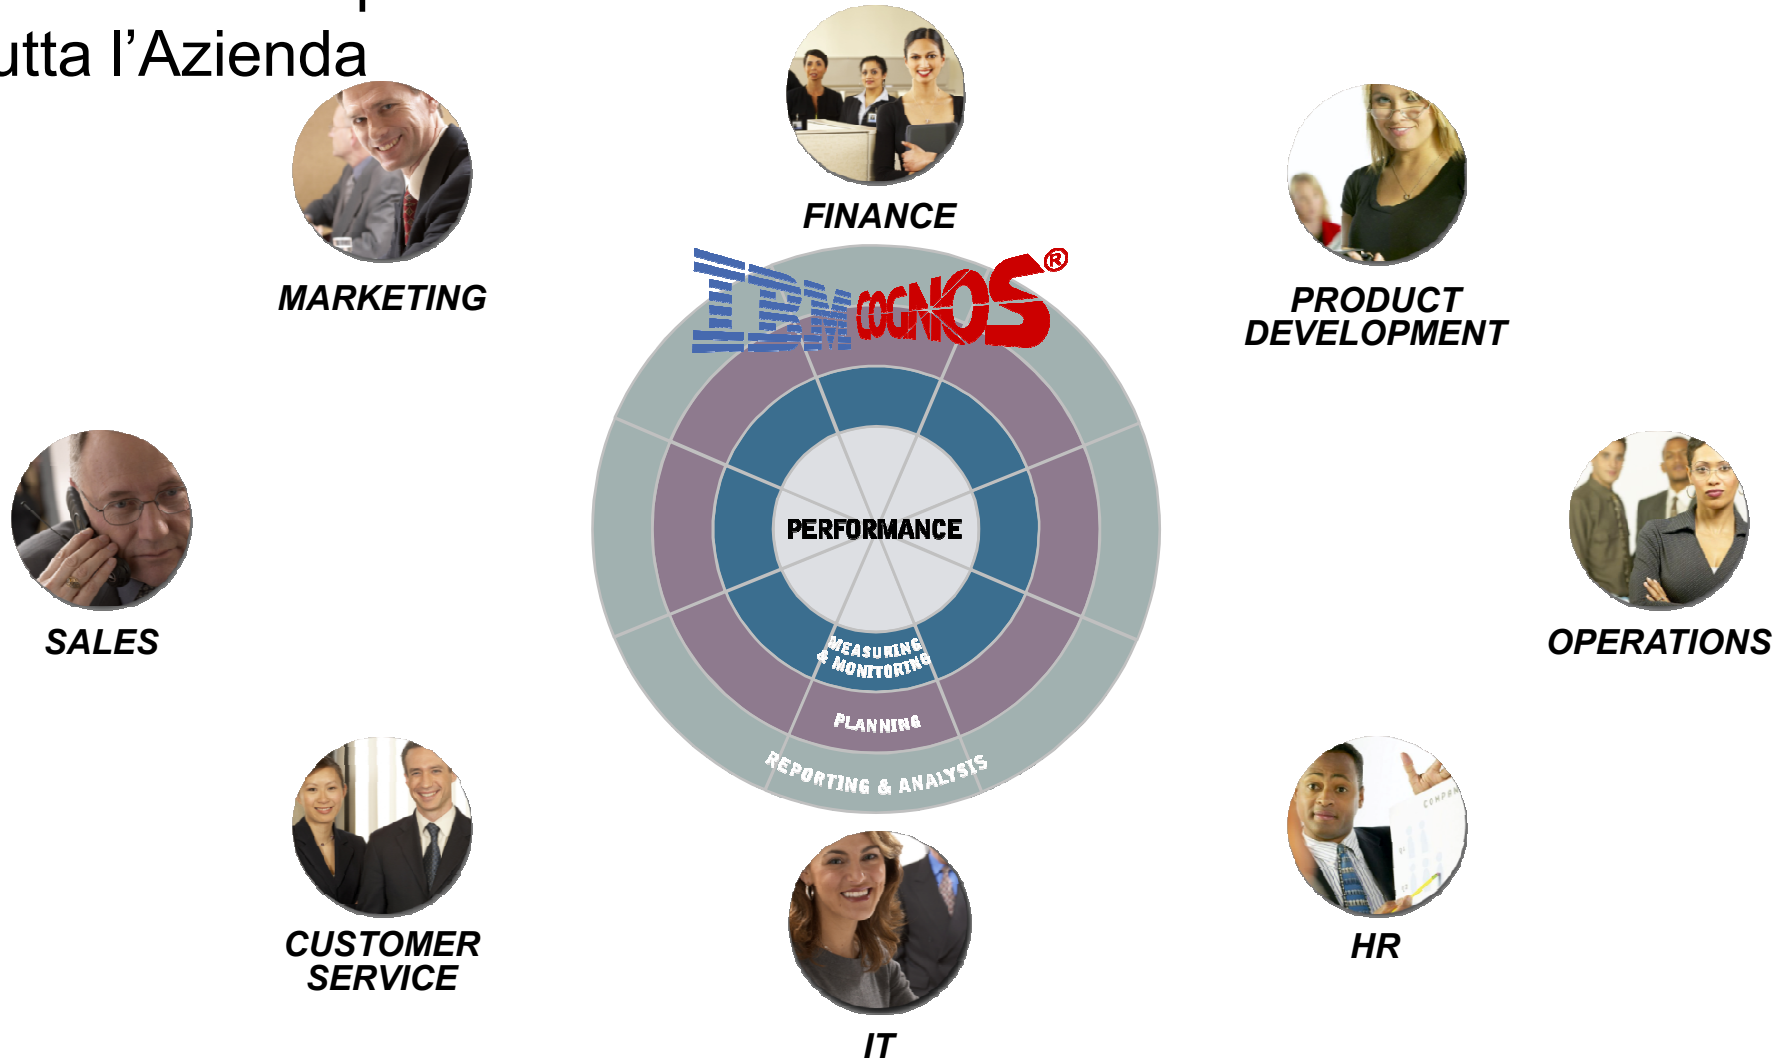 utta l’Azienda
FINANCE
MARKETING
PRODUCT
DEVELOPMENT
IBM COGNOS®
SALES
OPERATIONS
PERFORMANCE
MEASURING
& MONITORING
PLANNING
REPORTING & ANALYSIS
CUSTOMER
SERVICE
HR
IT